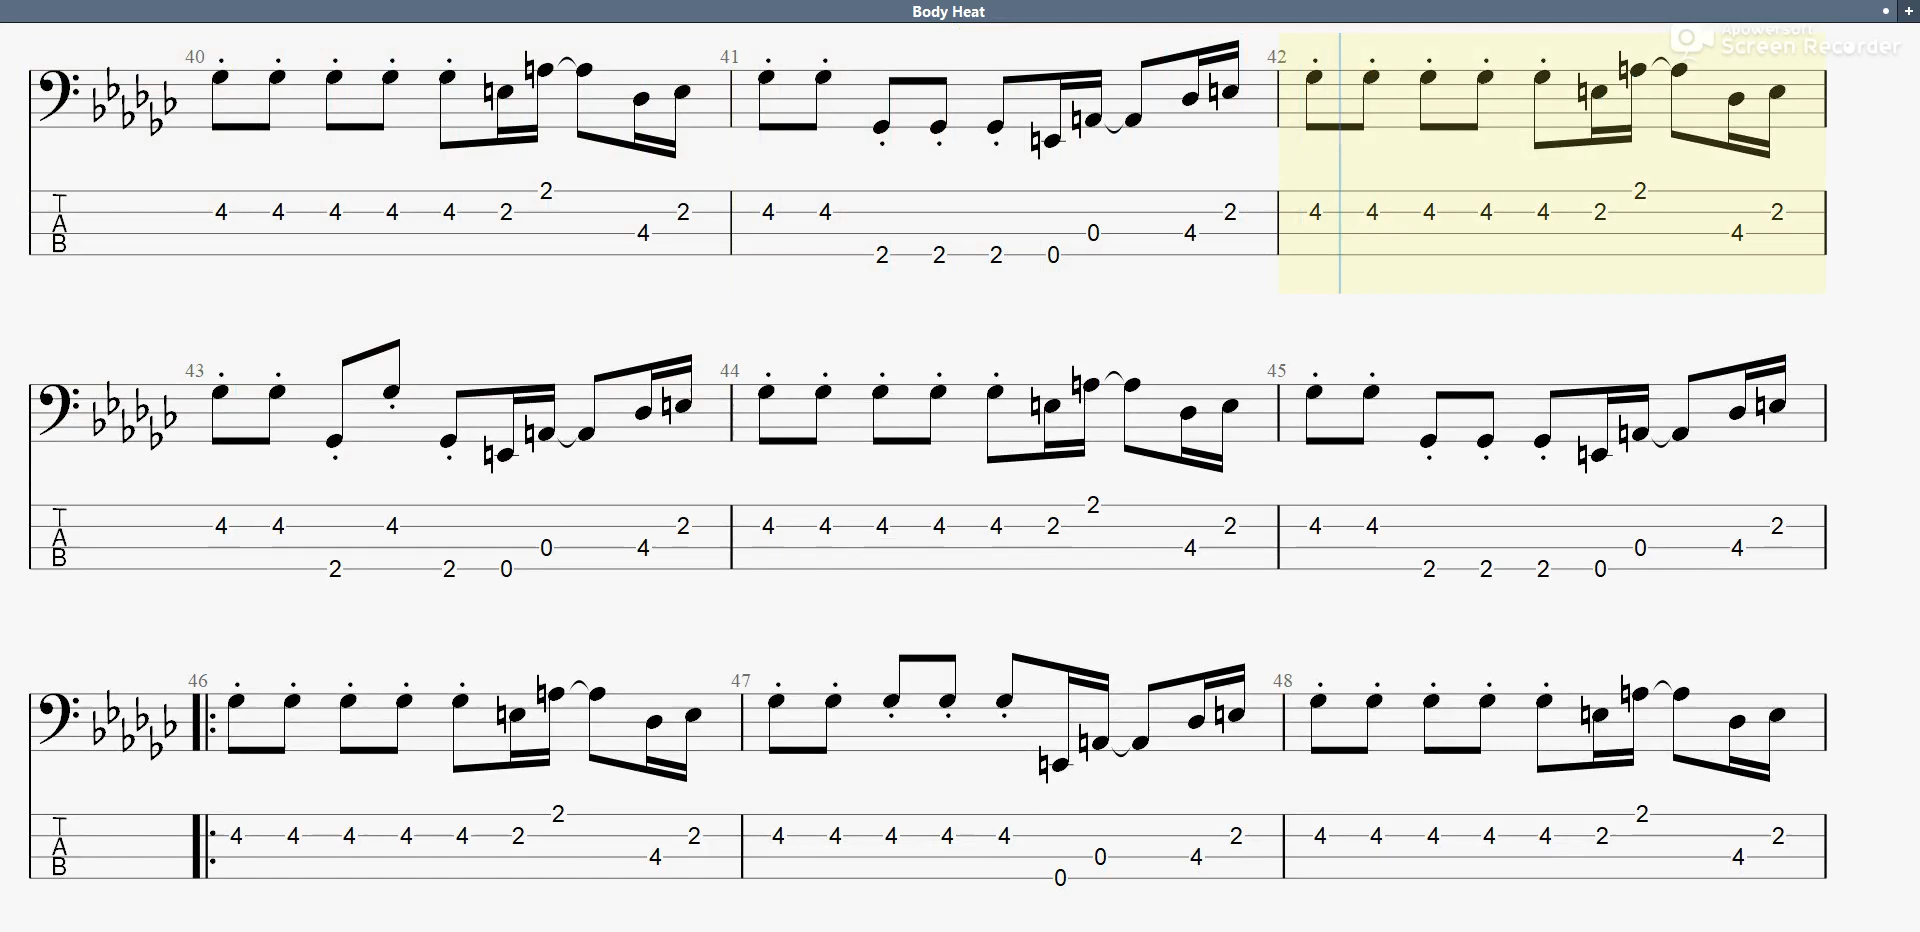 Body Heat
Apowersoft
Screen Recorder
40 41 42
T
A
B
4 4 4 4 4 2 2 4 2 4 4 2 2 2 0 0 4 2 4 4 4 4 4 2 2 4 2
43 44 45
T
A
B
4 4 2 4 2 0 0 4 2 4 4 4 4 4 2 2 4 2 4 4 2 2 2 0 0 4 2
46 47 48
T
A
B
4 4 4 4 4 2 2 4 2 4 4 4 4 4 0 0 4 2 4 4 4 4 4 2 2 4 2